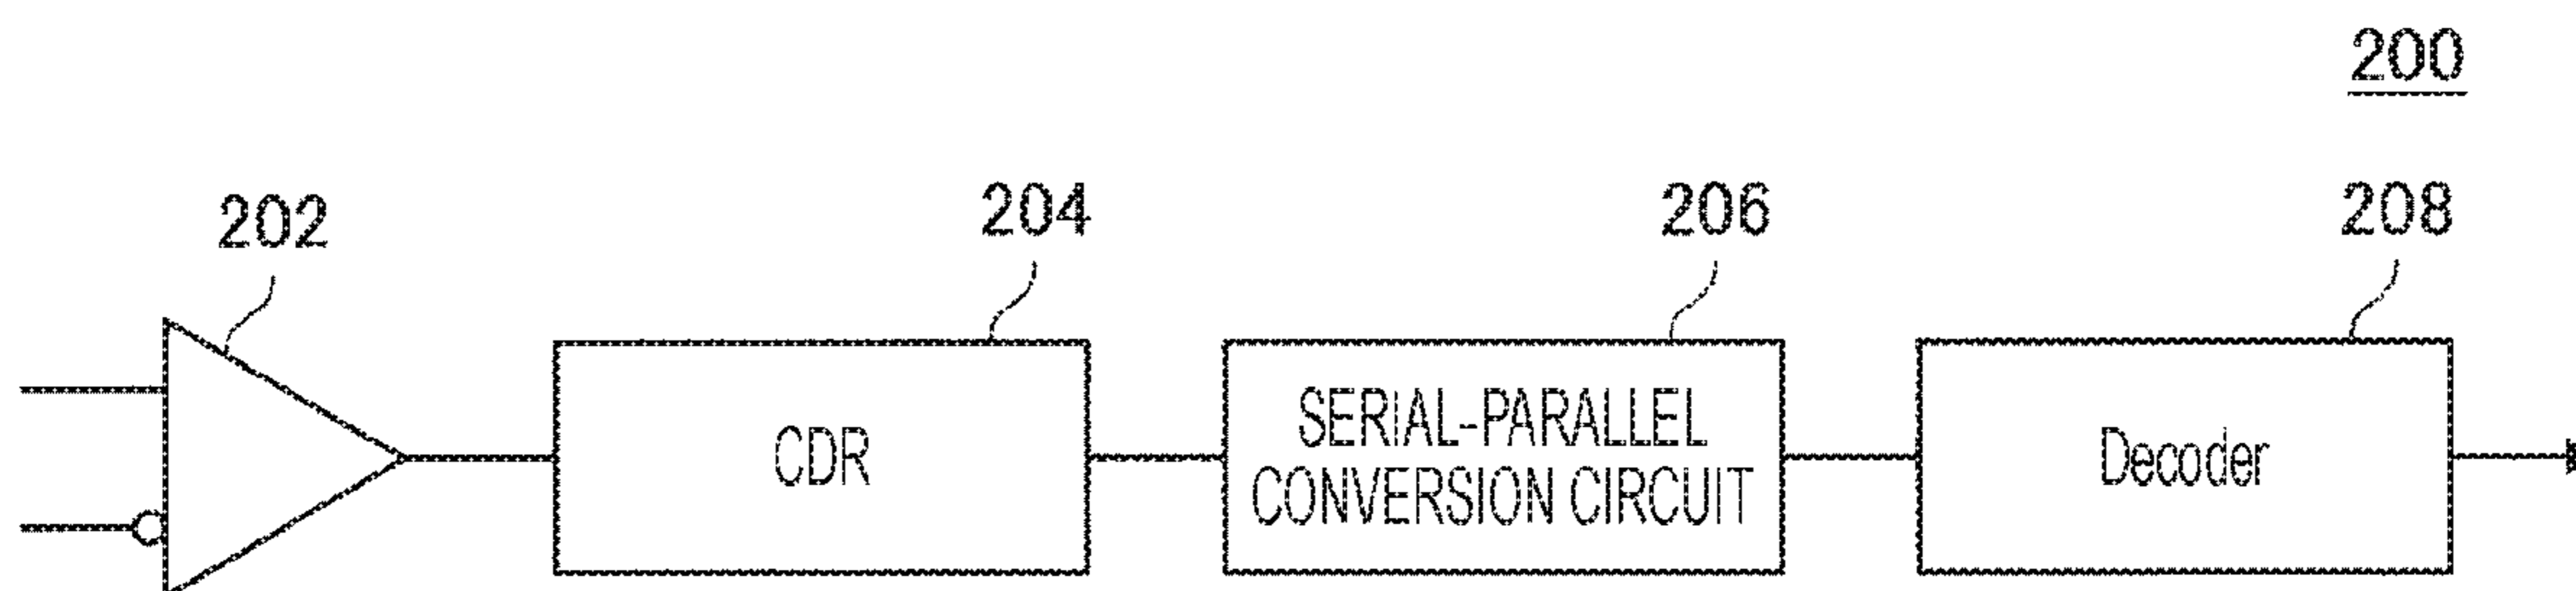 200
202
204
206
208
CDR
SERIAL-PARALLEL
CONVERSION CIRCUIT
Decoder